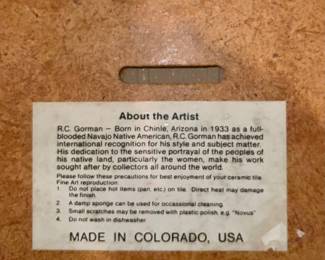 About the Artist
R.C. Gorman – Born in Chinle, Arizona in 1933 as a full-
blooded Navajo Native American, R.C. Gorman has achieved
international recognition for his style and subject matter.
His dedication to the sensitive portrayal of the peoples of
his native land, particularly the women, make his work
sought after by collectors all around the world.
Please follow these precautions for best enjoyment of your ceramic tile
Fine Art reproduction:
1. Do not place hot items (pan, etc.) on tile. Direct heat may damage
the finish.
2. A damp sponge can be used for occassional cleaning.
3. Small scratches may be removed with plastic polish, e.g. "Novus"
4. Do not wash in dishwasher
MADE IN COLORADO, USA